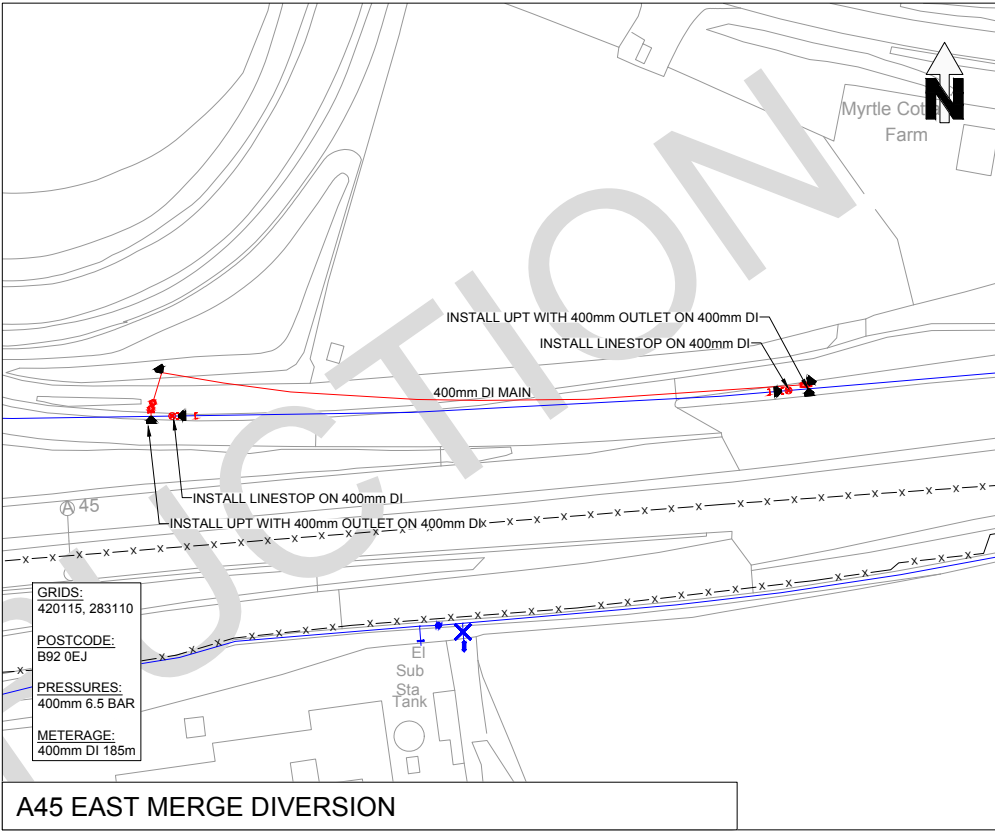 N
Farm
INSTALL UPT WITH 400mm OUTLET ON 400mm DI
INSTALL LINESTOP ON 400mm DI
400mm DI MAIN
INSTALL LINESTOP ON 400mm DI
INSTALL UPT WITH 400mm OUTLET ON 400mm DI
A 45
Myrtle
UCTION
GRIDS:
420115, 283110
POSTCODE:
B92 0EJ
PRESSURES:
400mm 6.5 BAR
METERAGE:
400mm DI 185m
El
Sub
Sta
Tank
A45 EAST MERGE DIVERSION